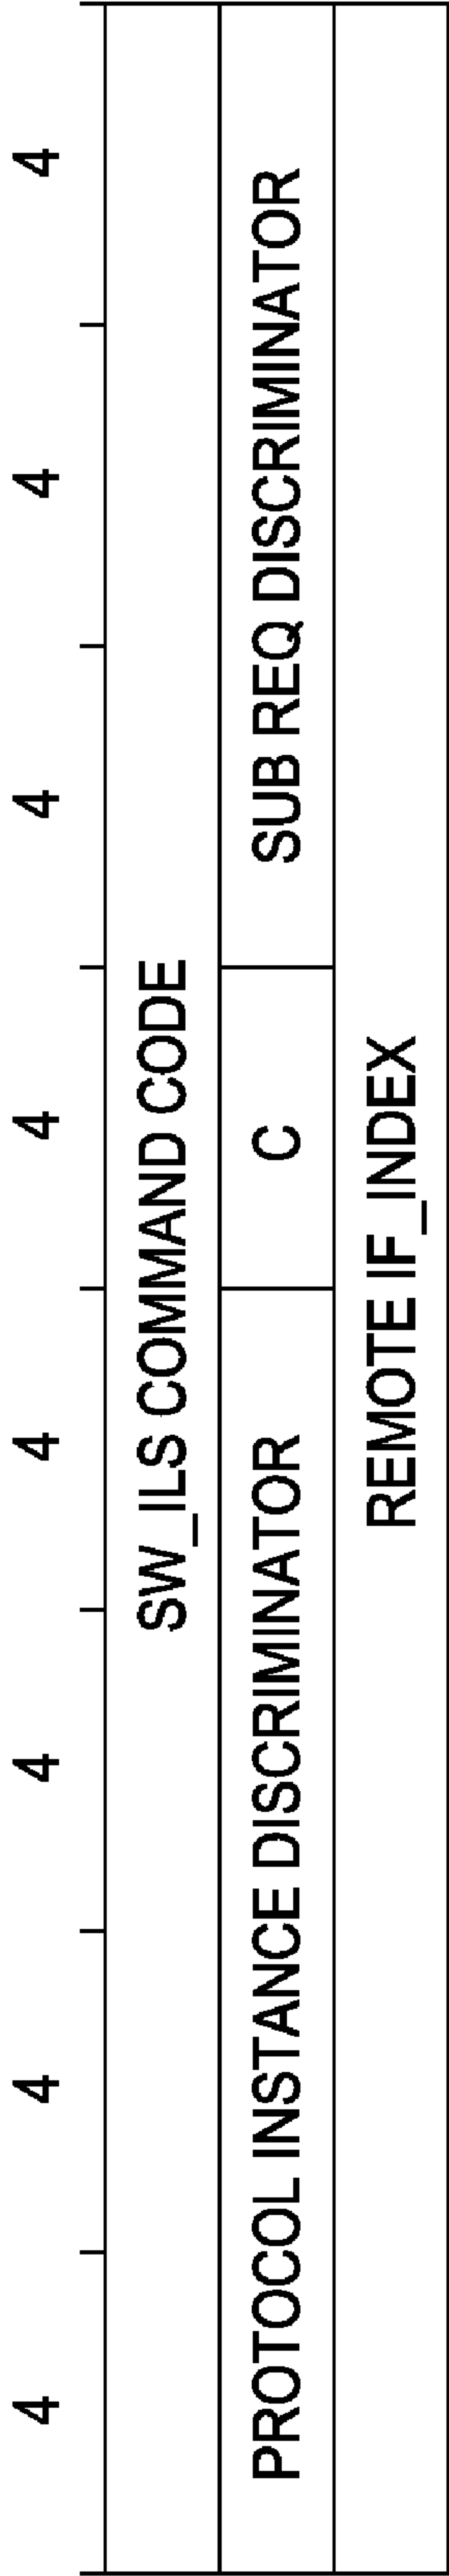 4 4 4 4 4 4 4 4
SW_ILS COMMAND CODE
PROTOCOL INSTANCE DISCRIMINATOR C SUB REQ DISCRIMINATOR
REMOTE IF_INDEX